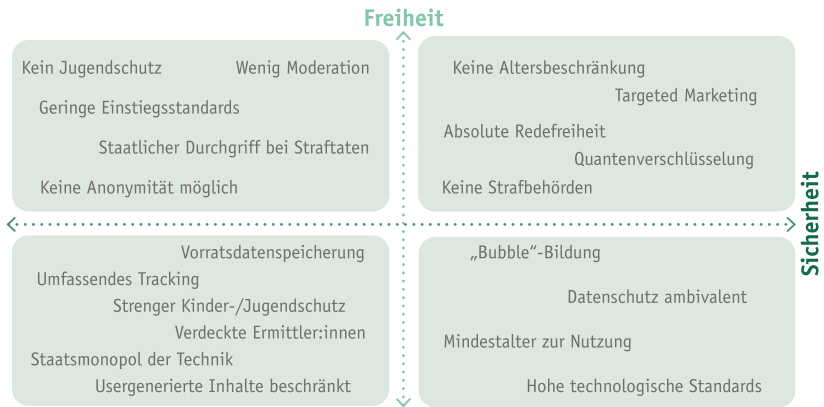 Freiheit
Kein Jugendschutz
Wenig Moderation
Geringe Einstiegsstandards
Staatlicher Durchgriff bei Straftaten
Keine Anonymität möglich
Keine Altersbeschränkung
Targeted Marketing
Absolute Redefreiheit
Quantenverschlüsselung
Keine Strafbehörden
Sicherheit
Vorratsdatenspeicherung
Umfassendes Tracking
Strenger Kinder-/Jugendschutz
Verdeckte Ermittler:innen
Staatsmonopol der Technik
Usergenerierte Inhalte beschränkt
„Bubble“-Bildung
Datenschutz ambivalent
Mindestalter zur Nutzung
Hohe technologische Standards